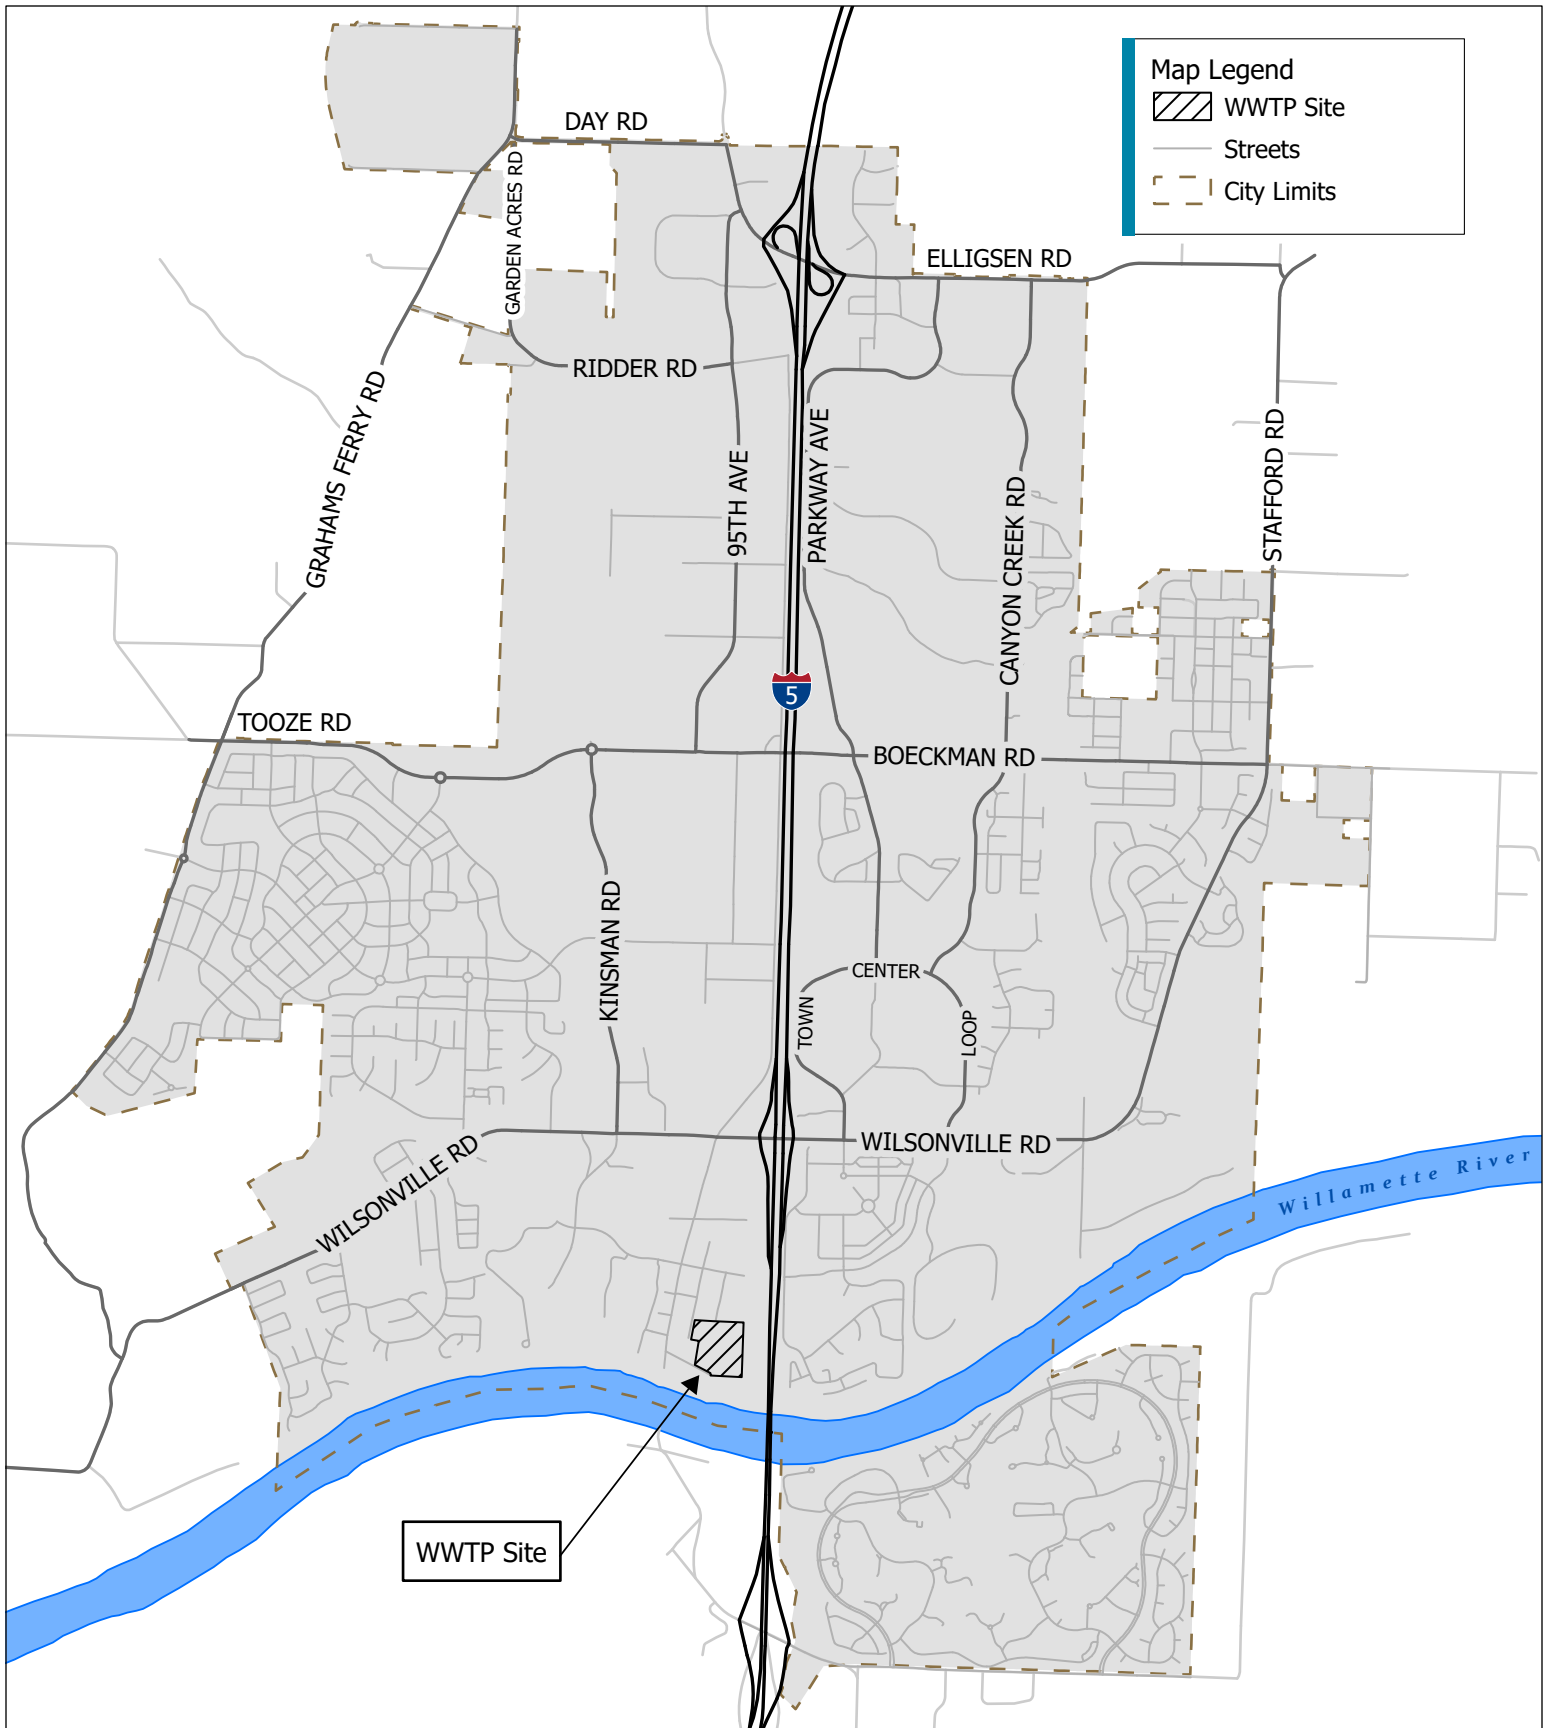 Map Legend
WWTP Site
Streets
City Limits
DAY RD
GARDEN ACRES RD
ELLIGSEN RD
RIDDER RD
GRAHAMS FERRY RD
95TH AVE
PARKWAY AVE
CANYON CREEK RD
STAFFORD RD
5
TOOZE RD
BOECKMAN RD
KINSMAN RD
CENTER
TOWN
LOOP
WILSONVILLE RD
WILSONVILLE RD
Willamette River
WWTP Site